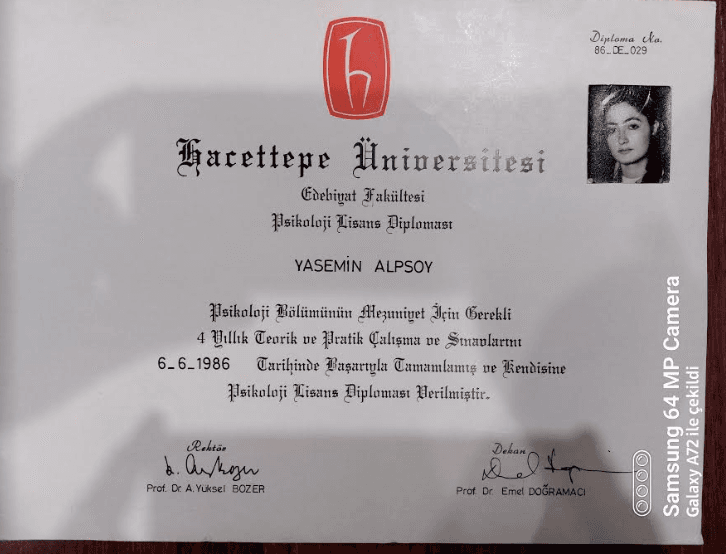 Diploma No.
86_DE_029
Hacettepe Üniversitesi
Edebiyat Fakültesi
Psikoloji Lisans Diploması
YASEMİN ALPSOY
Psikoloji Bölümünün Mezuniyet İçin Gerekli
4 Yıllık Teorik ve Pratik Çalışma ve Sınavlarını
6_6_1986 Tarihinde Başarıyla Tamamlamış ve Kendisine
Psikoloji Lisans Diploması Verilmiştir.
Rektör
Dekan
Prof. Dr. A. Yüksel BOZER
Prof. Dr. Emel DOĞRAMACI
Samsung 64 MP Camera
Galaxy A72 ile çekildi